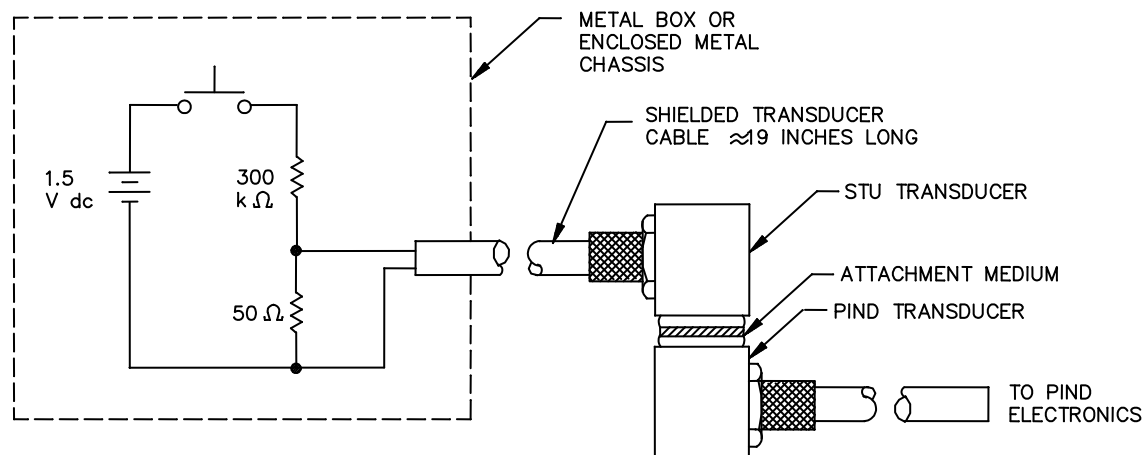 METAL BOX OR
ENCLOSED METAL
CHASSIS
SHIELDED TRANSDUCER
CABLE ≈19 INCHES LONG
1.5
V dc
300
k Ω
STU TRANSDUCER
ATTACHMENT MEDIUM
PIND TRANSDUCER
50 Ω
TO PIND
ELECTRONICS